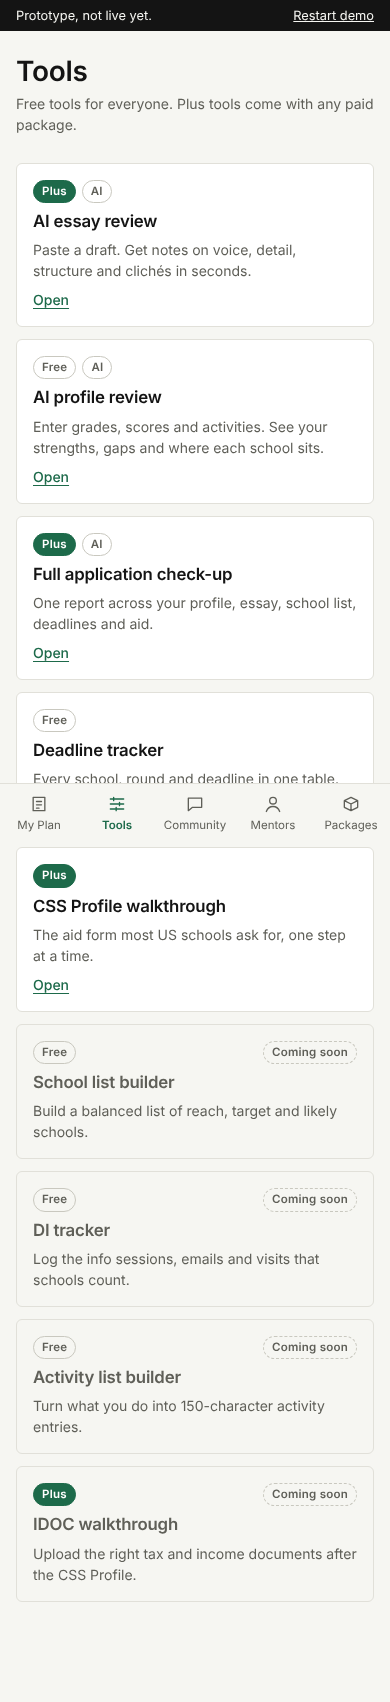 Prototype, not live yet.
Restart demo
Tools
Free tools for everyone. Plus tools come with any paid
package.
Plus
AI
AI essay review
Paste a draft. Get notes on voice, detail,
structure and clichés in seconds.
Open
Free
AI
AI profile review
Enter grades, scores and activities. See your
strengths, gaps and where each school sits.
Open
Plus
AI
Full application check-up
One report across your profile, essay, school list,
deadlines and aid.
Open
Free
Deadline tracker
Every school, round and deadline in one table.
My Plan
Tools
Community
Mentors
Packages
Plus
CSS Profile walkthrough
The aid form most US schools ask for, one step
at a time.
Open
Free
Coming soon
School list builder
Build a balanced list of reach, target and likely
schools.
Free
Coming soon
DI tracker
Log the info sessions, emails and visits that
schools count.
Free
Coming soon
Activity list builder
Turn what you do into 150-character activity
entries.
Plus
Coming soon
IDOC walkthrough
Upload the right tax and income documents after
the CSS Profile.